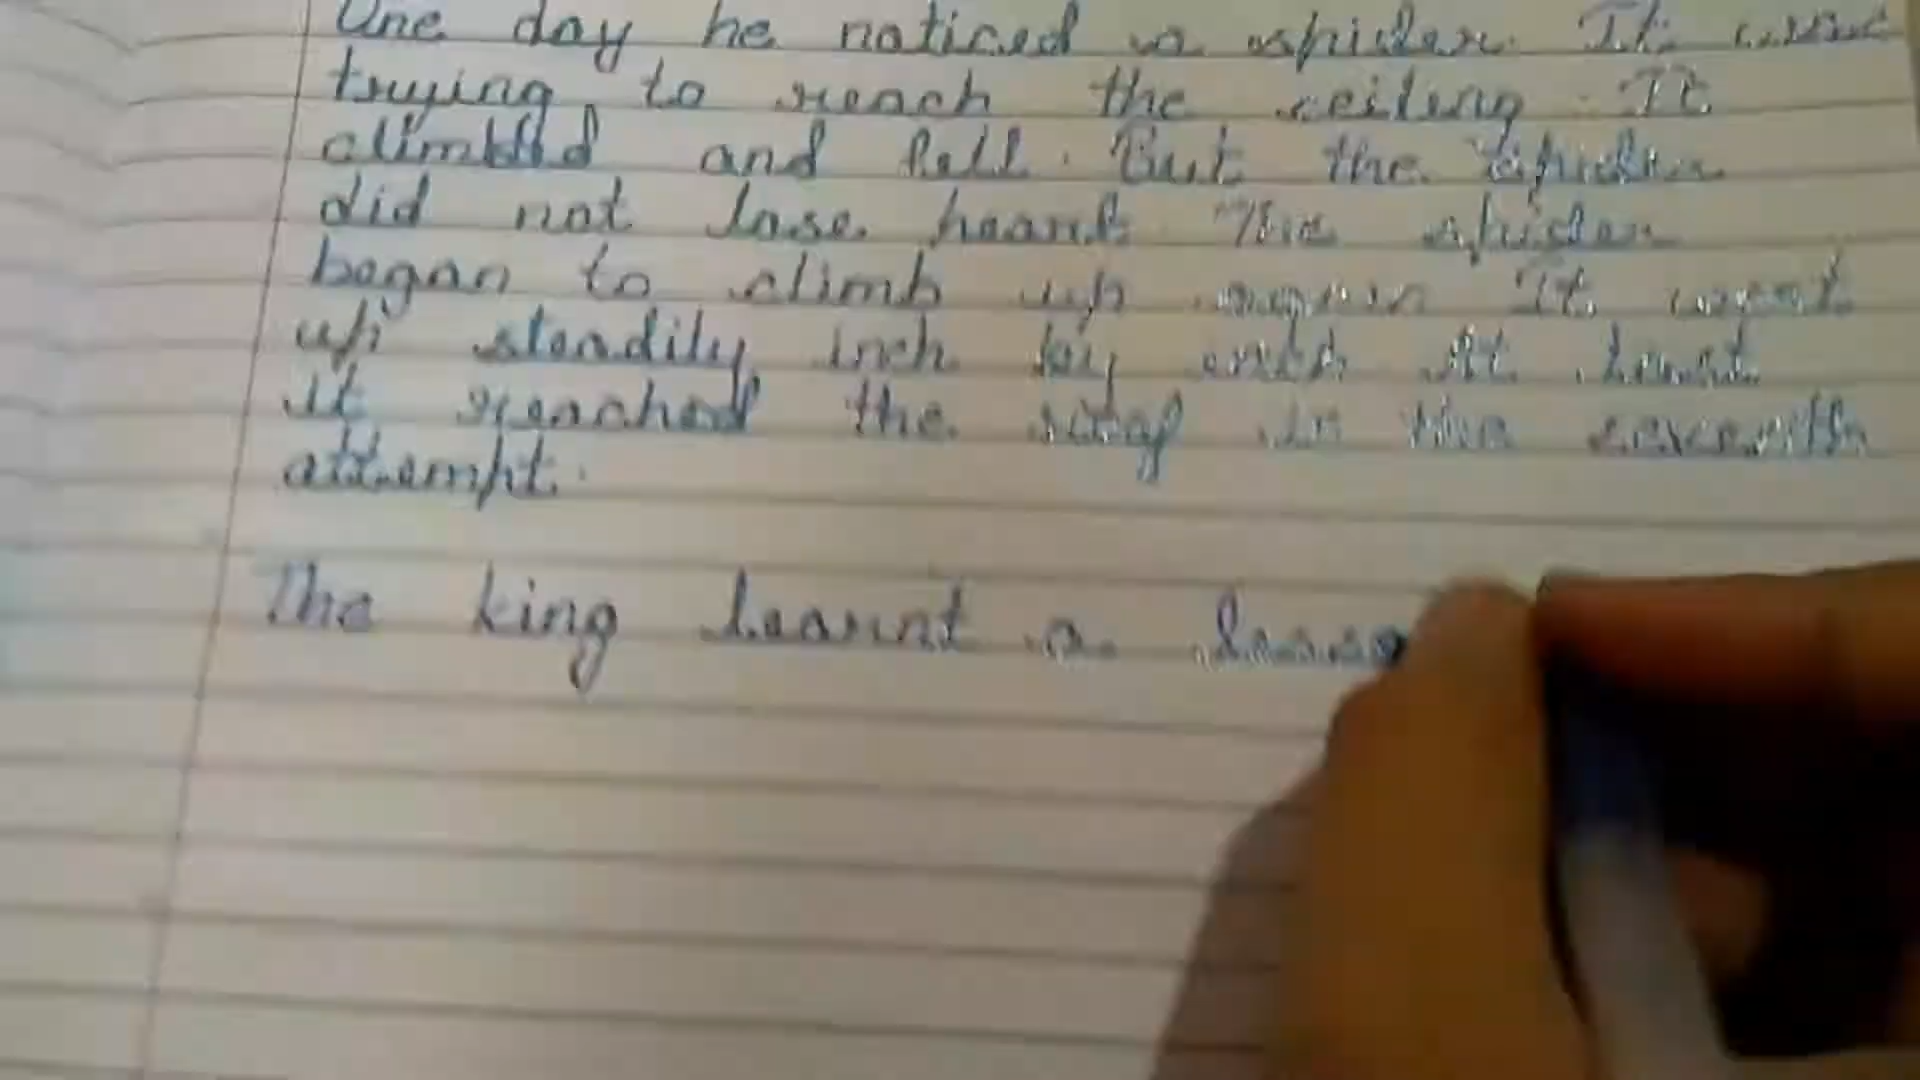 One day he noticed a spider. It was
trying to reach the ceiling. It
climbed and fell. But the spider
did not lose heart. The spider
began to climb up again It went
up steadily inch by inch At last
it reached the roof in the seventh
attempt.
The king learnt a